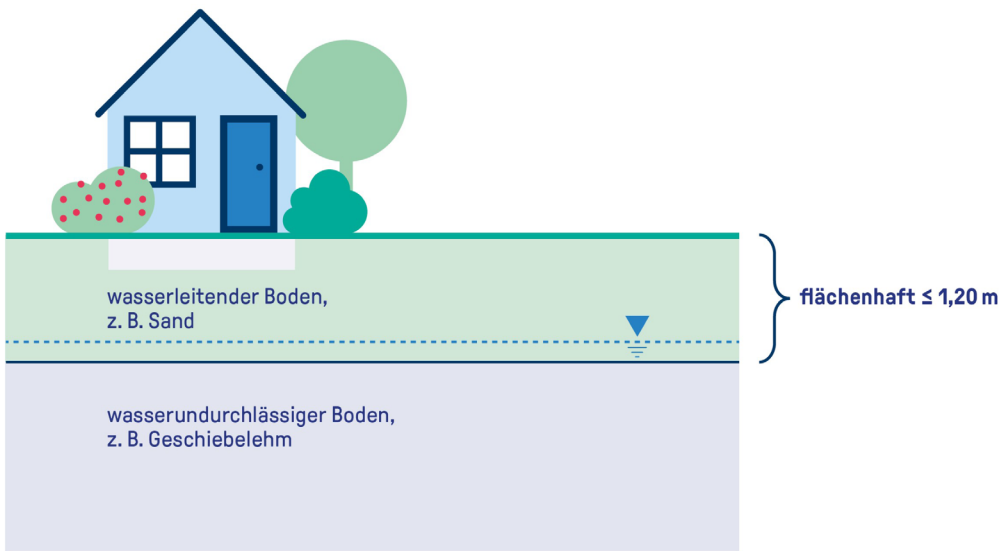 wasserleitender Boden,
z. B. Sand
flächenhaft ≤ 1,20 m
wasserundurchlässiger Boden,
z. B. Geschiebelehm